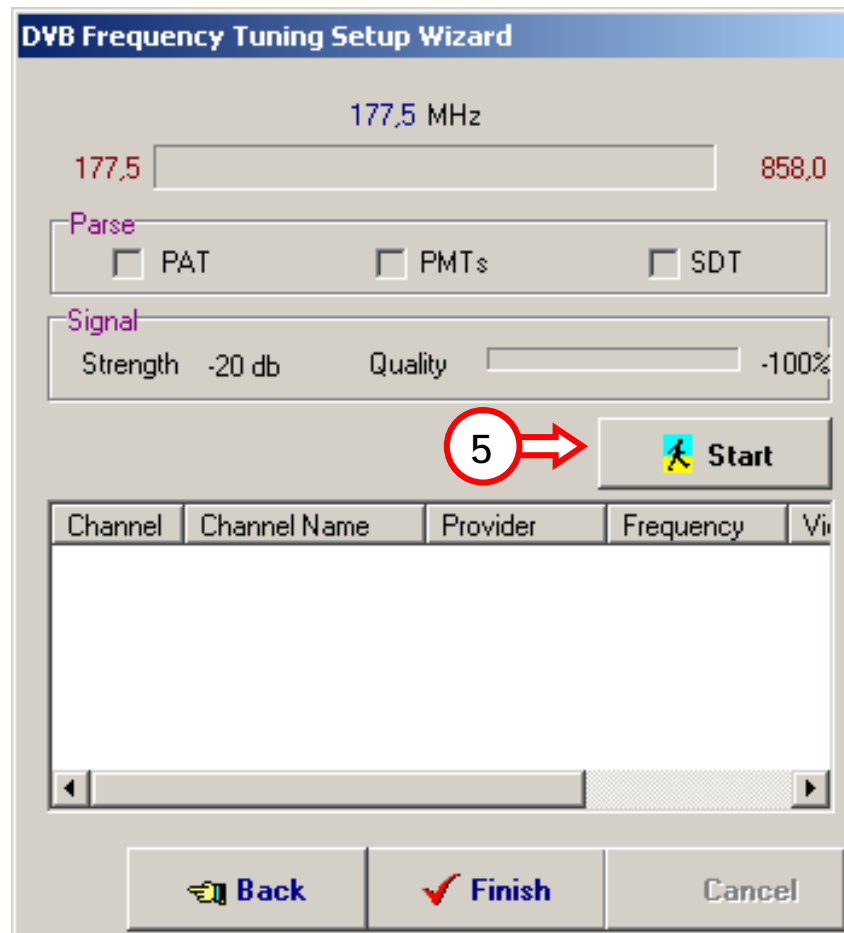 DVB Frequency Tuning Setup Wizard
177,5 MHz
177,5 858,0
Parse
PAT PMTs SDT
Signal
Strength -20 db Quality -100%
5 Start
Channel Channel Name Provider Frequency Vi
Back Finish Cancel